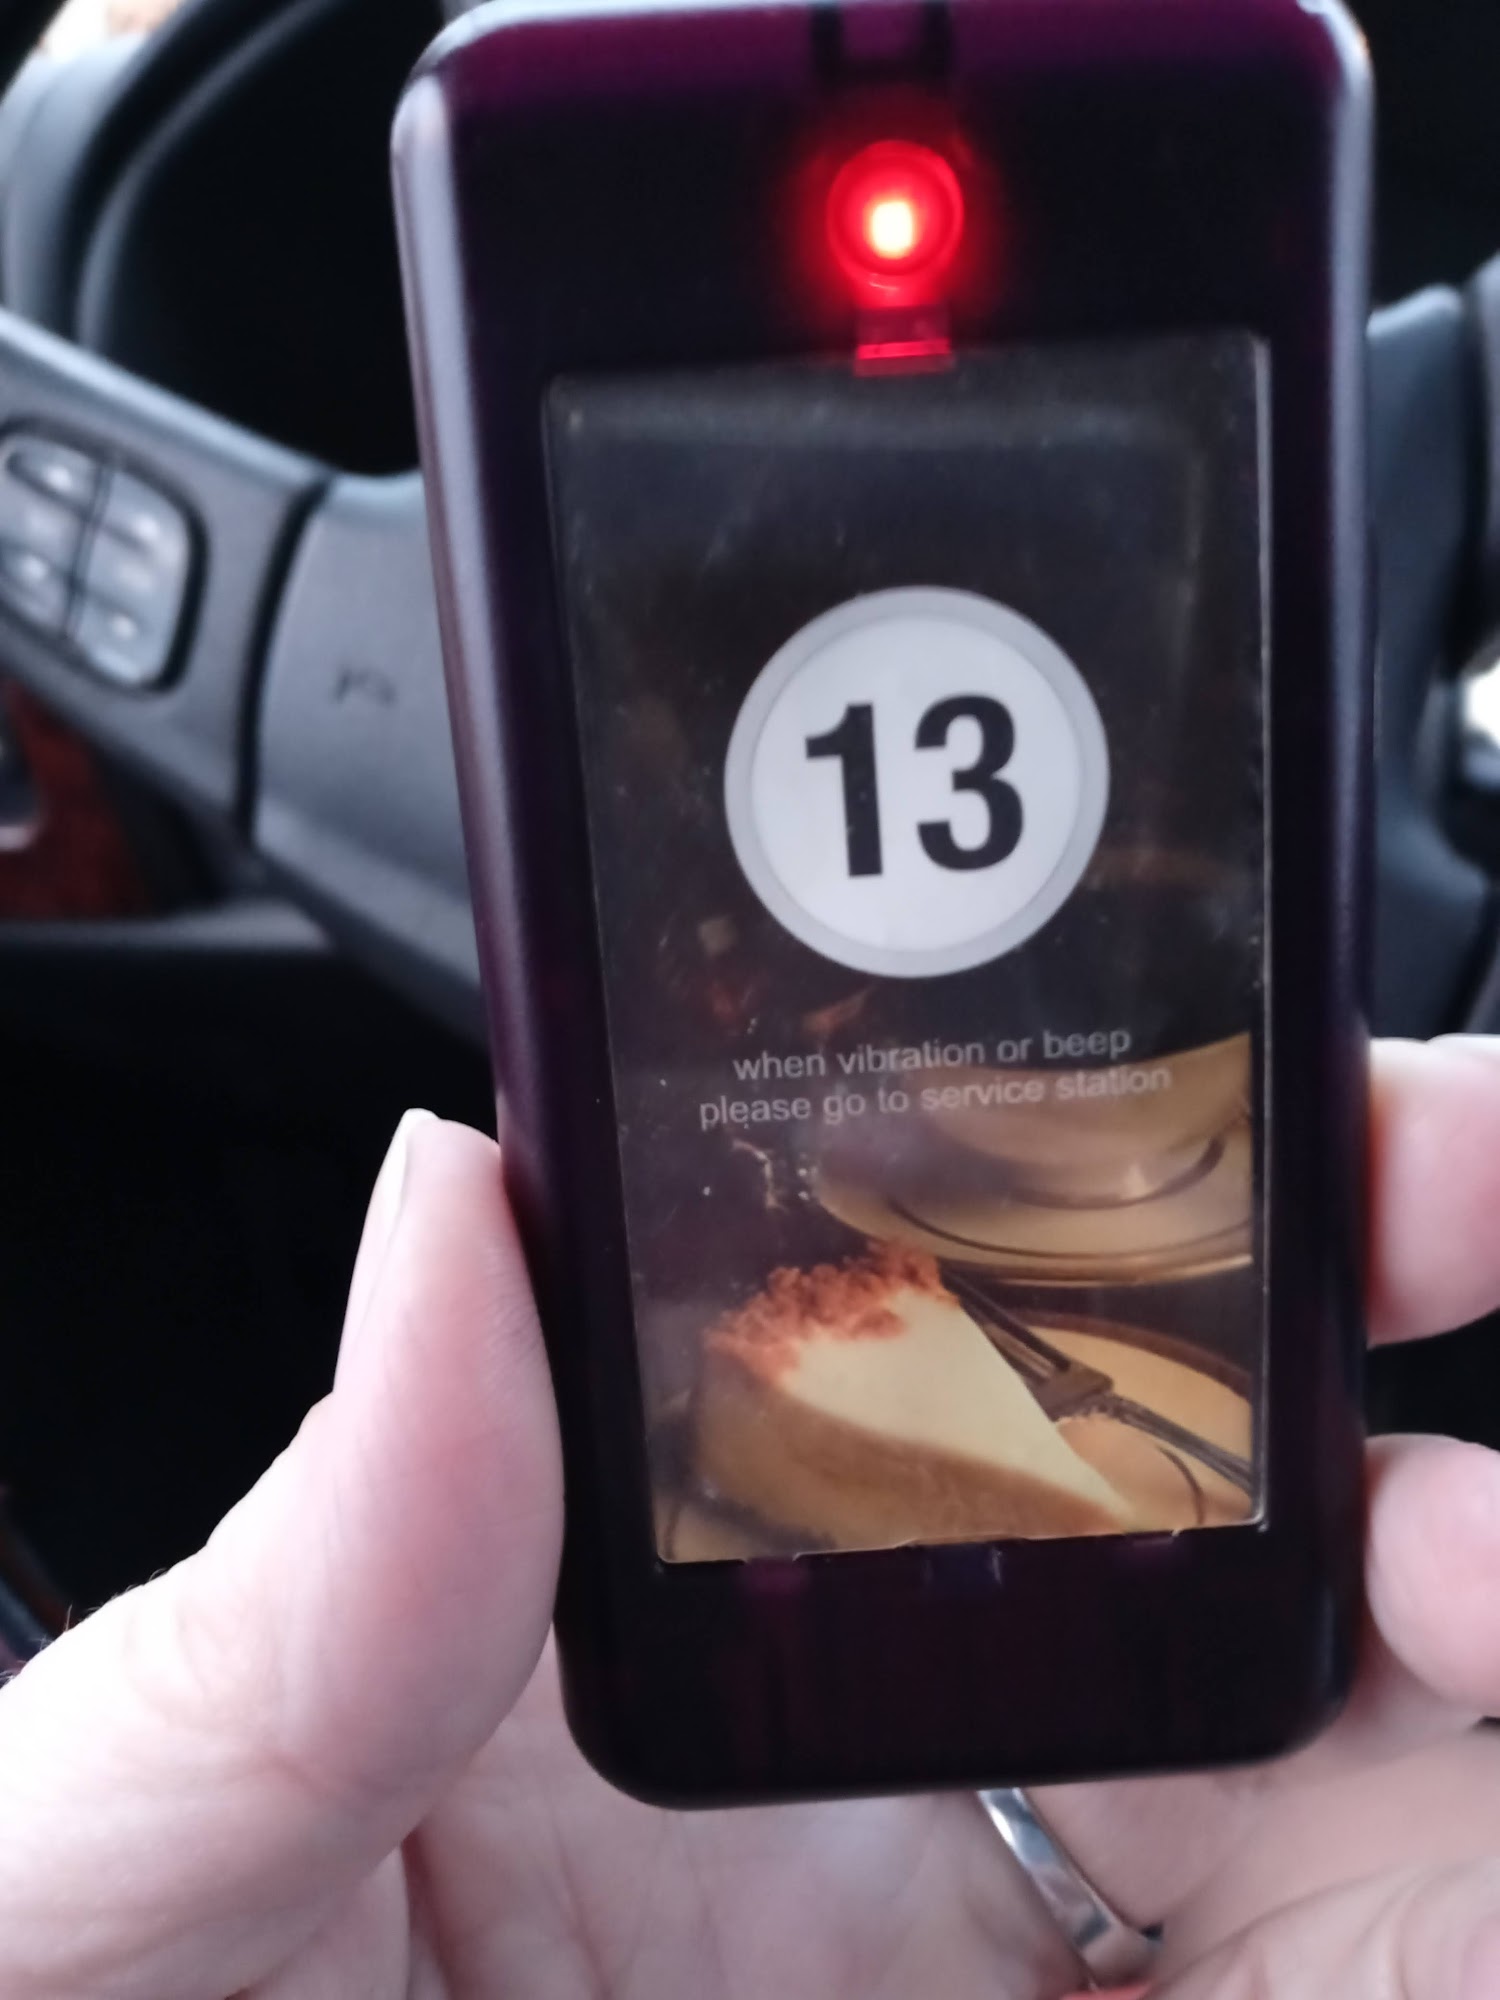 13
when vibration or beep
please go to service station